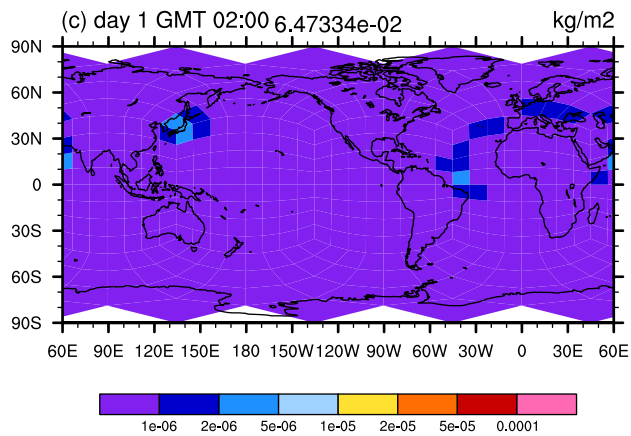 (c) day 1 GMT 02:00 6.47334e-02 kg/m2
90N
60N
30N
0
30S
60S
90S
60E 90E 120E 150E 180 150W 120W 90W 60W 30W 0 30E 60E
1e-06 2e-06 5e-06 1e-05 2e-05 5e-05 0.0001